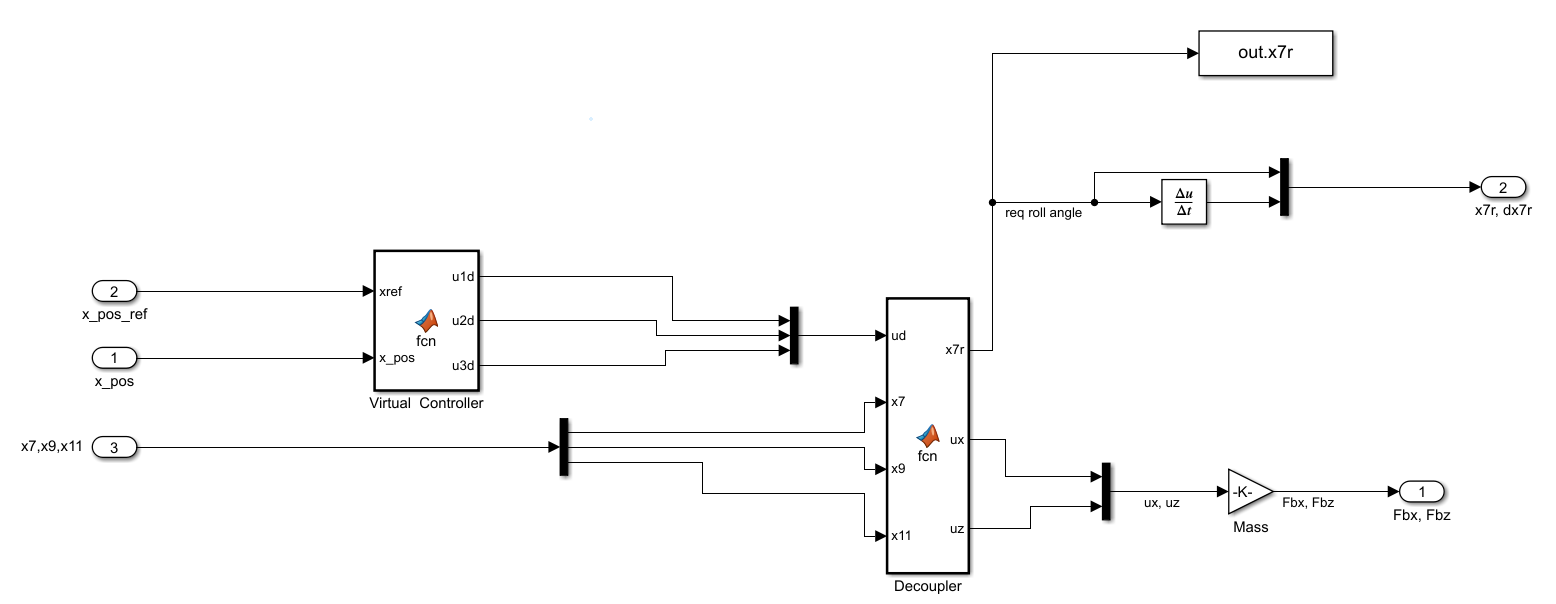 out.x7r
Δu
Δt
2
x7r, dx7r
req roll angle
2
x_pos_ref
1
x_pos
xref
x_pos
fcn
u1d
u2d
u3d
Virtual Controller
x7,x9,x11
3
ud
x7
x9
x11
fcn
x7r
ux
uz
Decoupler
ux, uz
-K-
Mass
Fbx, Fbz
1
Fbx, Fbz